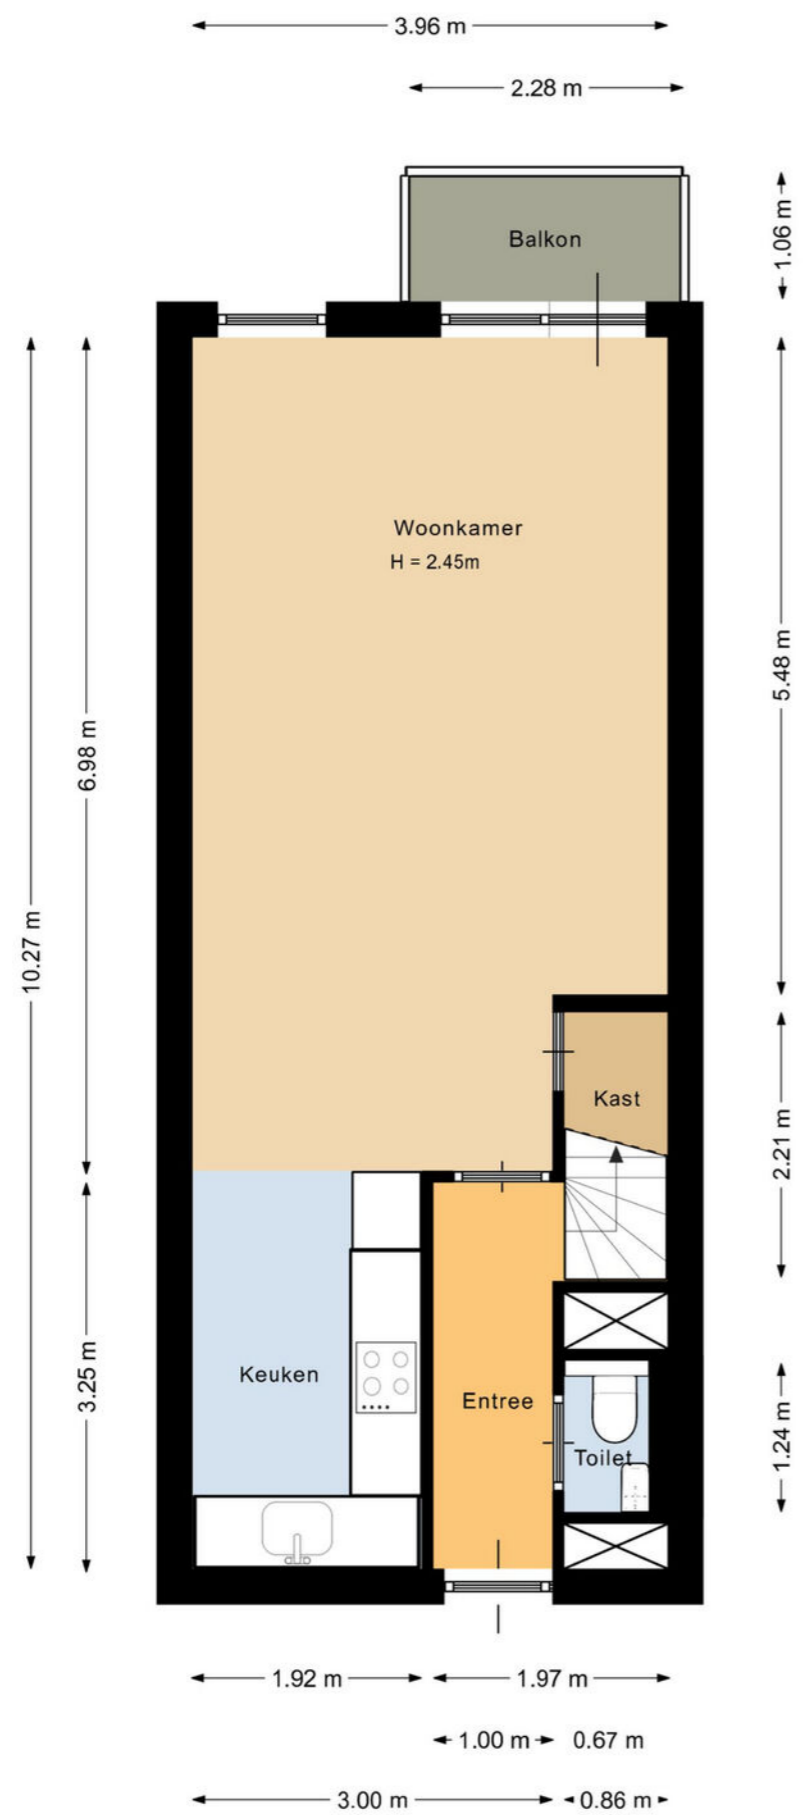 3.96 m
2.28 m
1.06 m
Balkon
Woonkamer
H = 2.45m
5.48 m
6.98 m
10.27 m
Kast
2.21 m
Keuken
3.25 m
Entree
Toilet
1.24 m
1.92 m
1.97 m
1.00 m
0.67 m
3.00 m
0.86 m